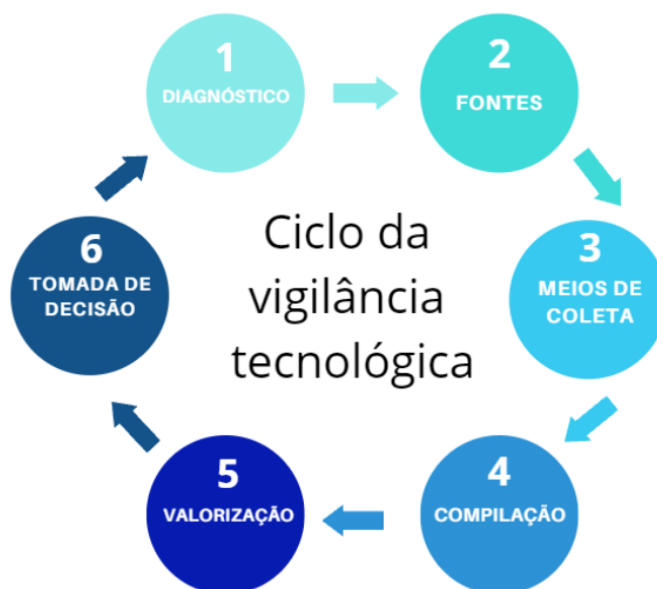 1
DIAGNÓSTICO
2
FONTES
3
MEIOS DE
COLETA
4
COMPILAÇÃO
5
VALORIZAÇÃO
6
TOMADA DE
DECISÃO
Ciclo da
vigilância
tecnológica